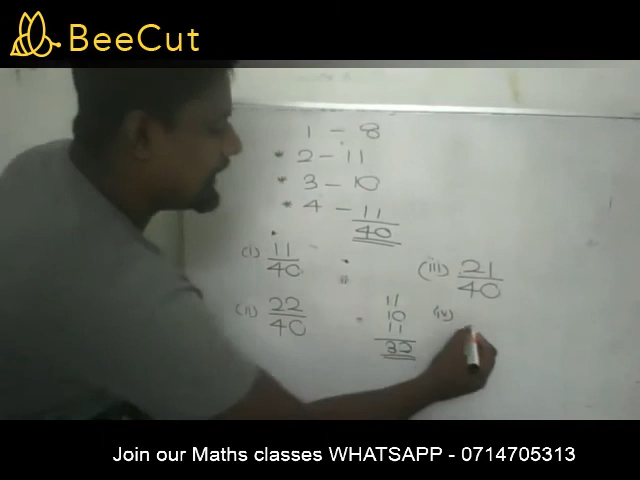 BeeCut
1 - 8
* 2 - 11
* 3 - 10
* 4 - 11
40
(i) 11/40
(ii) 22/40
11
10
11
32
(iii) 21/40
(iv)
Join our Maths classes WHATSAPP - 0714705313